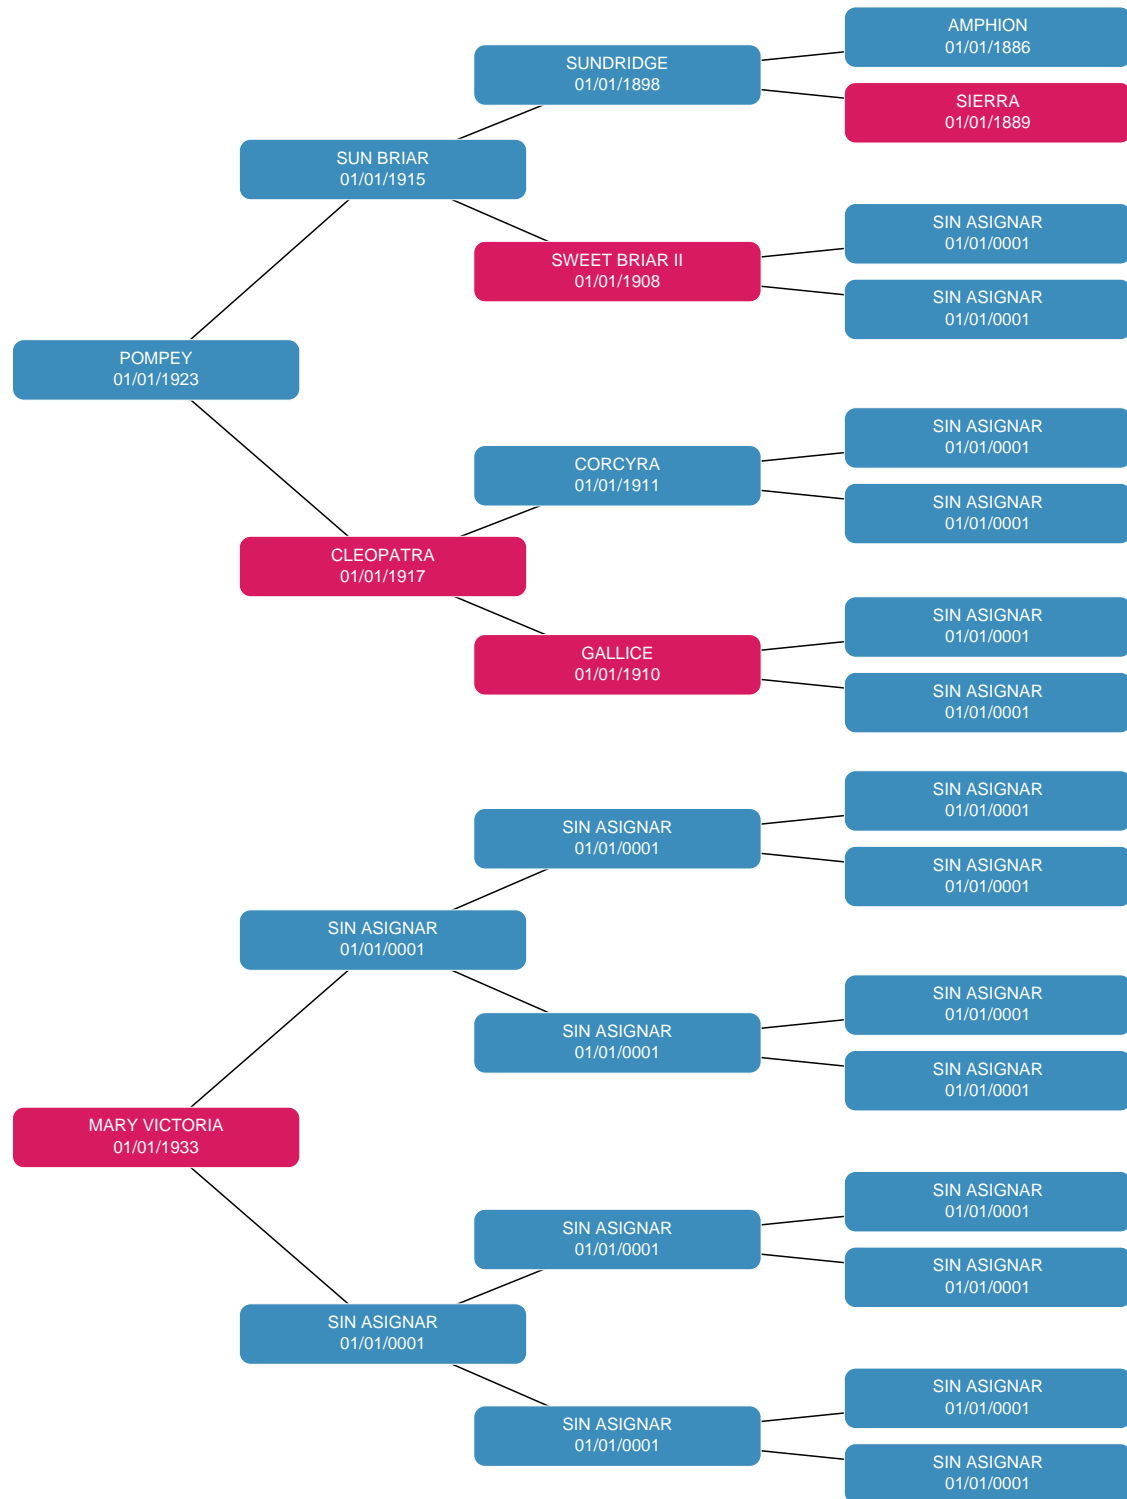 AMPHION
01/01/1886
SUNDRIDGE
01/01/1898
SIERRA
01/01/1889
SUN BRIAR
01/01/1915
SIN ASIGNAR
01/01/0001
SWEET BRIAR II
01/01/1908
SIN ASIGNAR
01/01/0001
POMPEY
01/01/1923
SIN ASIGNAR
01/01/0001
CORCYRA
01/01/1911
SIN ASIGNAR
01/01/0001
CLEOPATRA
01/01/1917
SIN ASIGNAR
01/01/0001
GALLICE
01/01/1910
SIN ASIGNAR
01/01/0001
SIN ASIGNAR
01/01/0001
SIN ASIGNAR
01/01/0001
SIN ASIGNAR
01/01/0001
SIN ASIGNAR
01/01/0001
SIN ASIGNAR
01/01/0001
SIN ASIGNAR
01/01/0001
SIN ASIGNAR
01/01/0001
MARY VICTORIA
01/01/1933
SIN ASIGNAR
01/01/0001
SIN ASIGNAR
01/01/0001
SIN ASIGNAR
01/01/0001
SIN ASIGNAR
01/01/0001
SIN ASIGNAR
01/01/0001
SIN ASIGNAR
01/01/0001
SIN ASIGNAR
01/01/0001